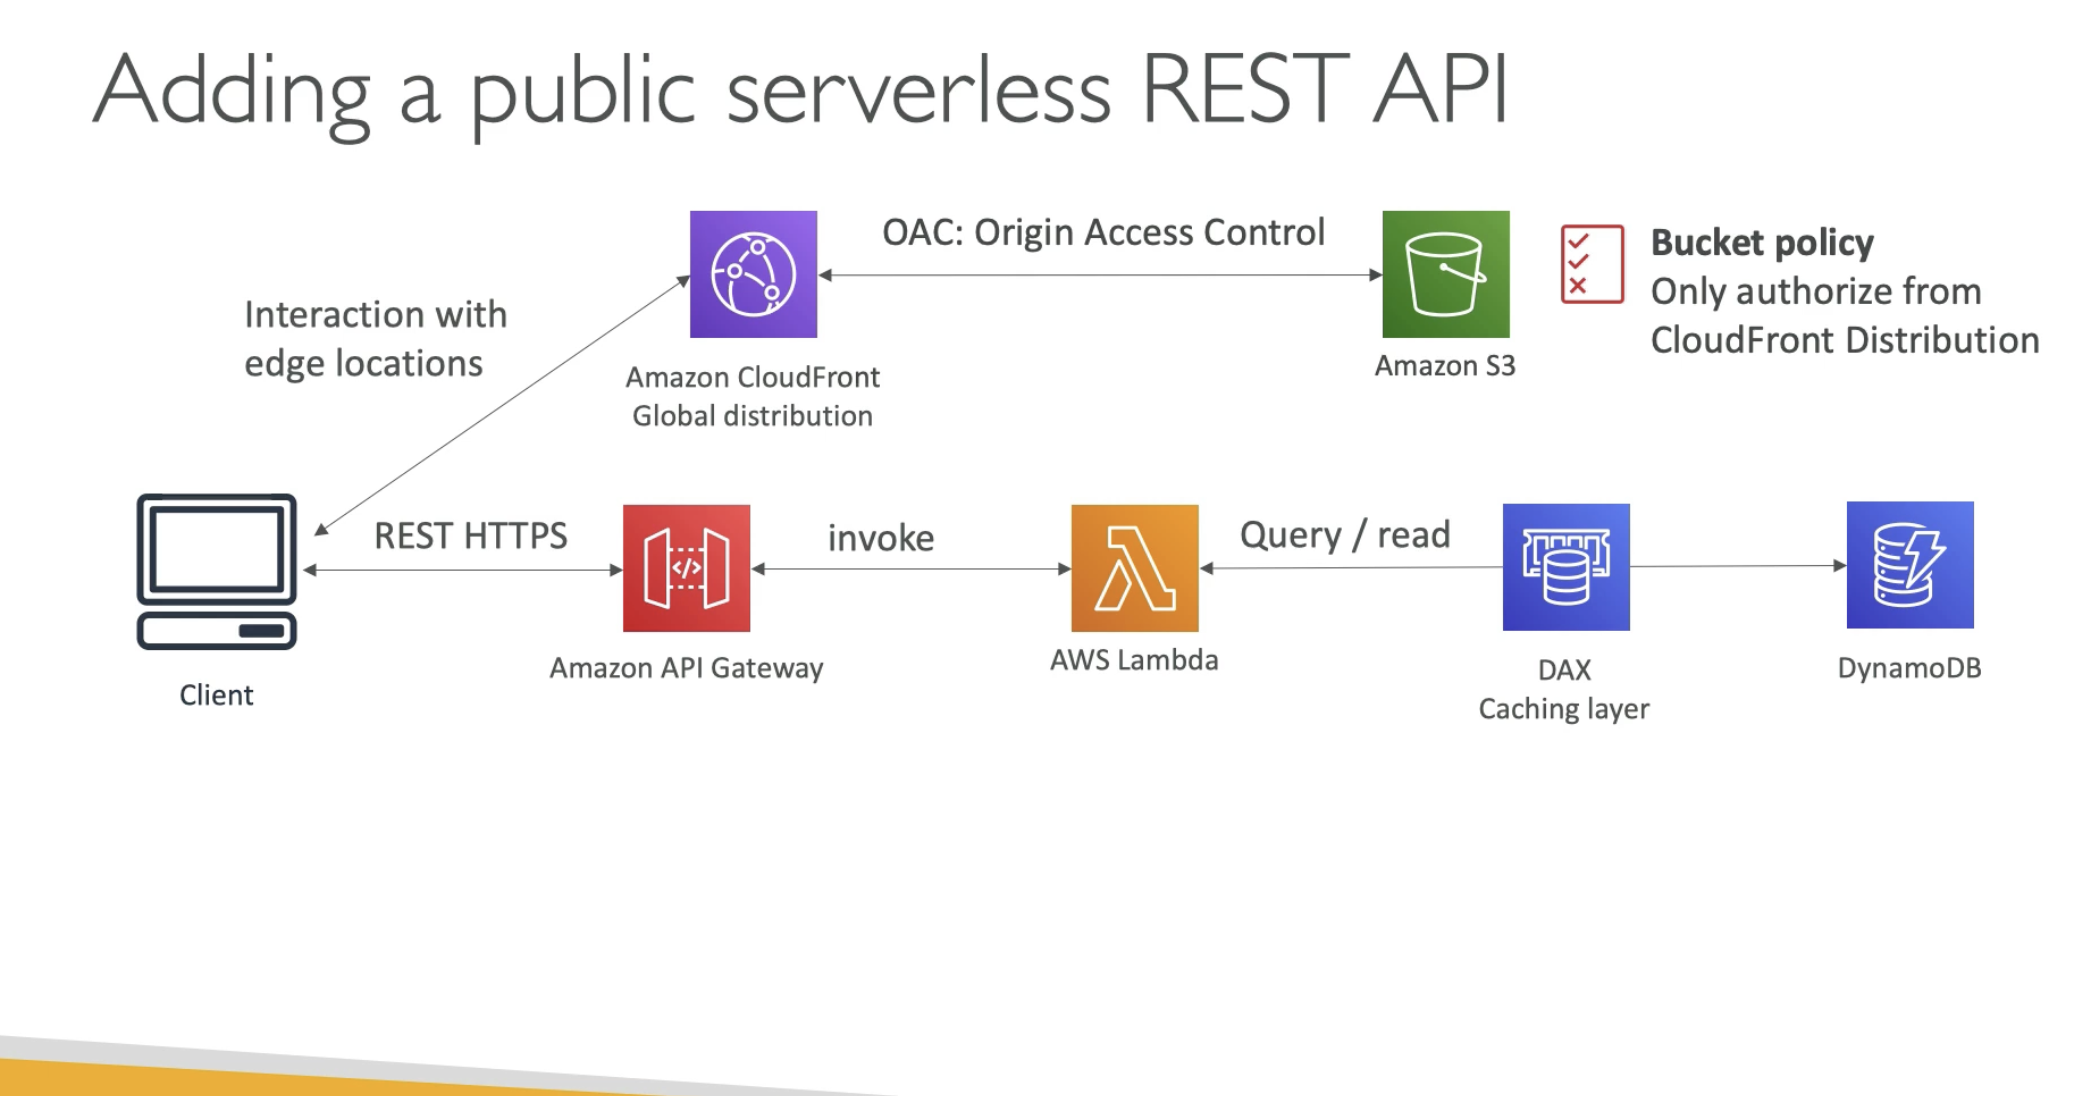 Adding a public serverless REST API
OAC: Origin Access Control
Bucket policy
Only authorize from
CloudFront Distribution
Interaction with
edge locations
Amazon CloudFront
Global distribution
Amazon S3
REST HTTPS
invoke
Query / read
</>
Client
Amazon API Gateway
AWS Lambda
DAX
Caching layer
DynamoDB